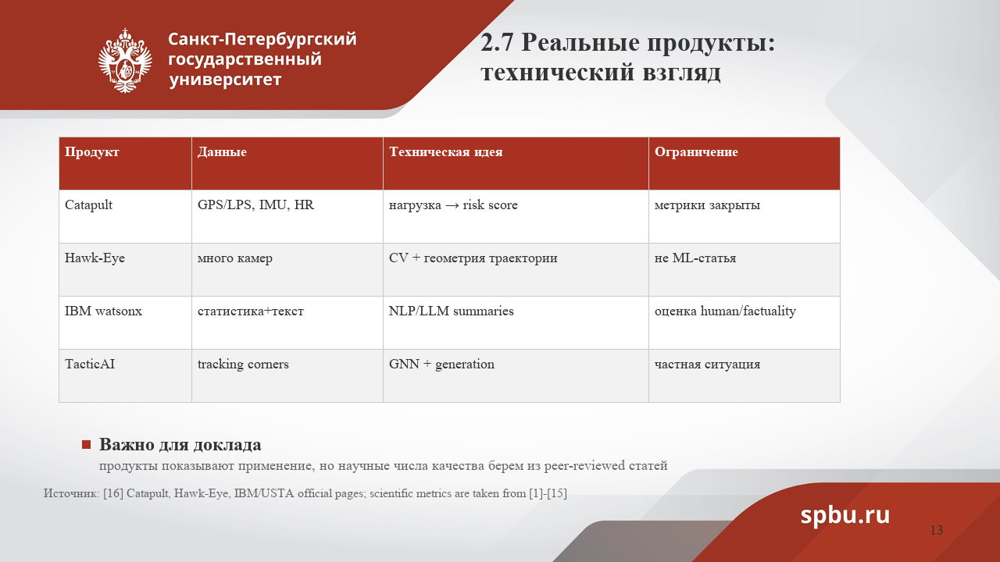 Санкт-Петербургский
государственный
университет
2.7 Реальные продукты:
технический взгляд
Продукт Данные Техническая идея Ограничение
Catapult GPS/LPS, IMU, HR нагрузка → risk score метрики закрыты
Hawk-Eye много камер CV + геометрия траектории не ML-статья
IBM watsonx статистика+текст NLP/LLM summaries оценка human/factuality
TacticAI tracking corners GNN + generation частная ситуация
Важно для доклада
продукты показывают применение, но научные числа качества берем из peer-reviewed статей
Источник: [16] Catapult, Hawk-Eye, IBM/USTA official pages; scientific metrics are taken from [1]-[15]
spbu.ru
13